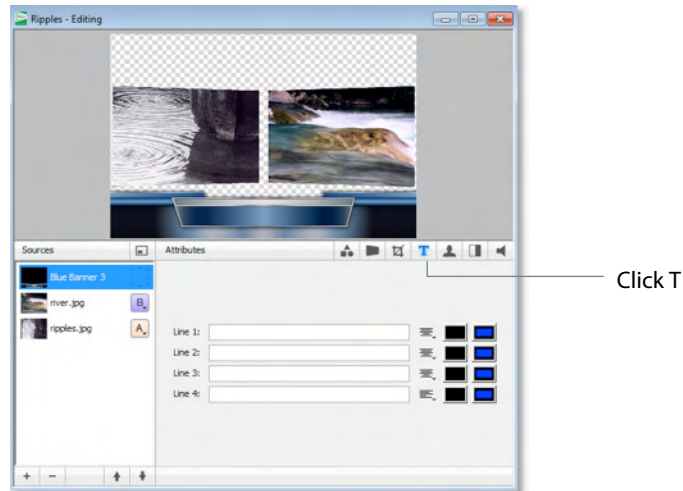 Ripples - Editing
Sources
Attributes
T
Click T
Blue Banner 3
river.jpg
B
ripples.jpg
A
Line 1:
Line 2:
Line 3:
Line 4: